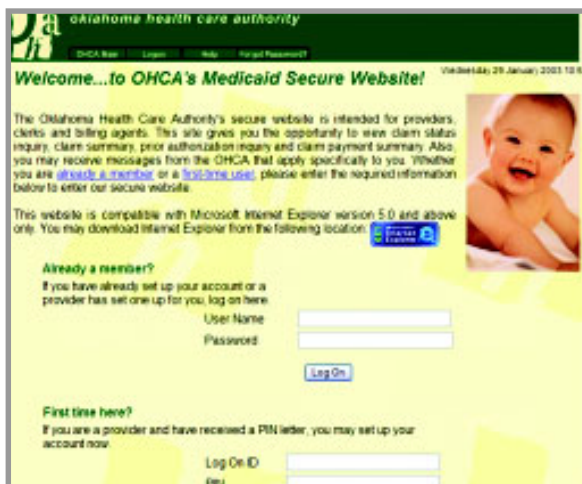 oklahoma health care authority
OHCA Main Logon Help Forgot Password?
Welcome...to OHCA's Medicaid Secure Website!
Wednesday, 29 January, 2003
The Oklahoma Health Care Authority's secure website is intended for providers,
clerks and billing agents. This site gives you the opportunity to view claim status
inquiry, claim summary, prior authorization inquiry and claim payment summary. Also,
you may receive messages from the OHCA that apply specifically to you. Whether
you are already a member or a first-time user, please enter the required information
below to enter our secure website.
This website is compatible with Microsoft Internet Explorer version 5.0 and above
only. You may download Internet Explorer from the following location:
Internet
Explorer
Already a member?
If you have already set up your account or a
provider has set one up for you, log on here.
User Name
Password
Log On
First time here?
If you are a provider and have received a PIN letter, you may set up your
account now.
Log On ID
PIN